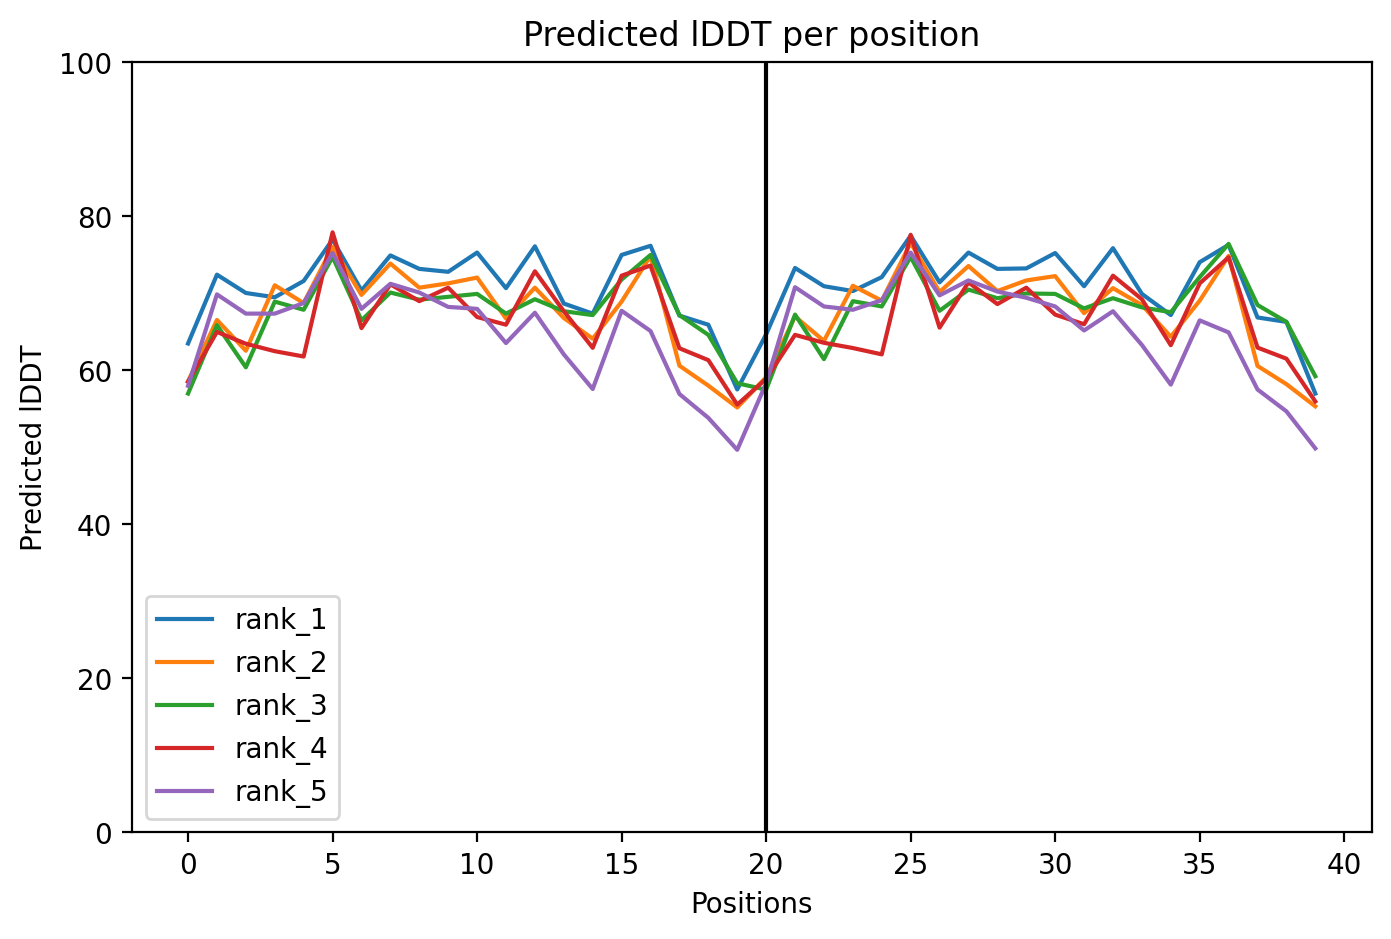 Predicted lDDT per position
100
80
60
40
20
0
Predicted lDDT
rank_1
rank_2
rank_3
rank_4
rank_5
0 5 10 15 20 25 30 35 40
Positions